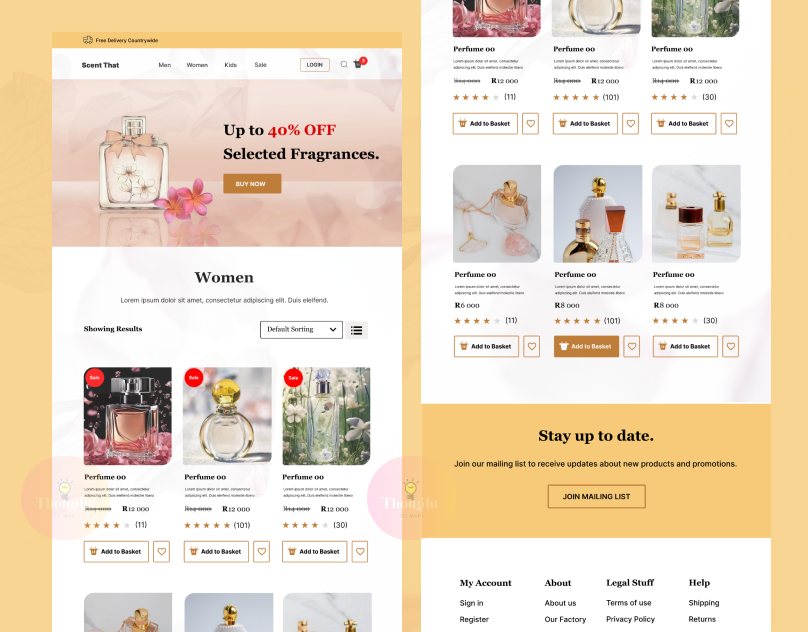 Free Delivery Countrywide
Scent That
Men
Women
Kids
Sale
LOGIN
2
Up to 40% OFF
Selected Fragrances.
BUY NOW
Women
Lorem ipsum dolor sit amet, consectetur adipiscing elit. Duis eleifend.
Showing Results
Default Sorting
Sale
Sale
Sale
Perfume 00
Perfume 00
Perfume 00
Lorem ipsum dolor sit amet, consectetur
adipiscing elit. Duis eleifend molestie libero
Lorem ipsum dolor sit amet, consectetur
adipiscing elit. Duis eleifend molestie libero
Lorem ipsum dolor sit amet, consectetur
adipiscing elit. Duis eleifend molestie libero
R14 000 R12 000
R14 000 R12 000
R14 000 R12 000
(11)
(101)
(30)
Add to Basket
Add to Basket
Add to Basket
Perfume 00
Perfume 00
Perfume 00
Lorem ipsum dolor sit amet, consectetur
adipiscing elit. Duis eleifend molestie libero
Lorem ipsum dolor sit amet, consectetur
adipiscing elit. Duis eleifend molestie libero
Lorem ipsum dolor sit amet, consectetur
adipiscing elit. Duis eleifend molestie libero
R14 000 R12 000
R14 000 R12 000
R14 000 R12 000
(11)
(101)
(30)
Add to Basket
Add to Basket
Add to Basket
Perfume 00
Perfume 00
Perfume 00
Lorem ipsum dolor sit amet, consectetur
adipiscing elit. Duis eleifend molestie libero
Lorem ipsum dolor sit amet, consectetur
adipiscing elit. Duis eleifend molestie libero
Lorem ipsum dolor sit amet, consectetur
adipiscing elit. Duis eleifend molestie libero
R6 000
R8 000
R8 000
(11)
(101)
(30)
Add to Basket
Add to Basket
Add to Basket
Stay up to date.
Join our mailing list to receive updates about new products and promotions.
JOIN MAILING LIST
My Account
About
Legal Stuff
Help
Sign in
About us
Terms of use
Shipping
Register
Our Factory
Privacy Policy
Returns